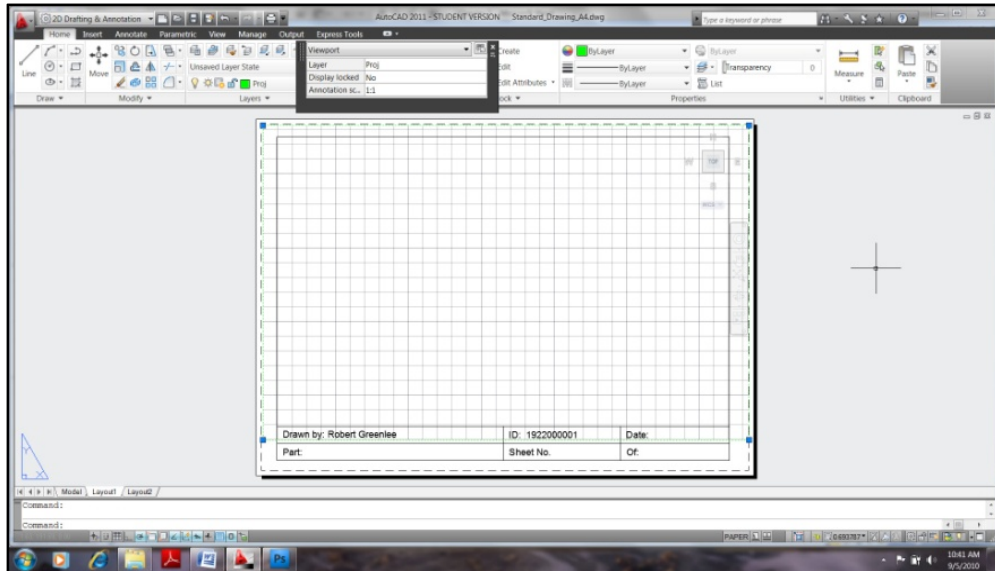 2D Drafting & Annotation
AutoCAD 2011 - STUDENT VERSION Standard_Drawing_A4.dwg
Type a keyword or phrase
Home Insert Annotate Parametric View Manage Output Express Tools
Line
Move
Unsaved Layer State
Proj
Viewport
Layer Proj
Display locked No
Annotation sc... 1:1
Create
Edit
Edit Attributes
ByLayer
ByLayer
ByLayer
ByLayer
Transparency 0
List
Measure
Paste
Draw Modify Layers Properties Utilities Clipboard
W TOP E
Drawn by: Robert Greenlee ID: 1922000001 Date:
Part: Sheet No. Of:
Y
X
Model Layout1 Layout2
Command:
Command:
PAPER
Ps
10:41 AM
9/5/2010